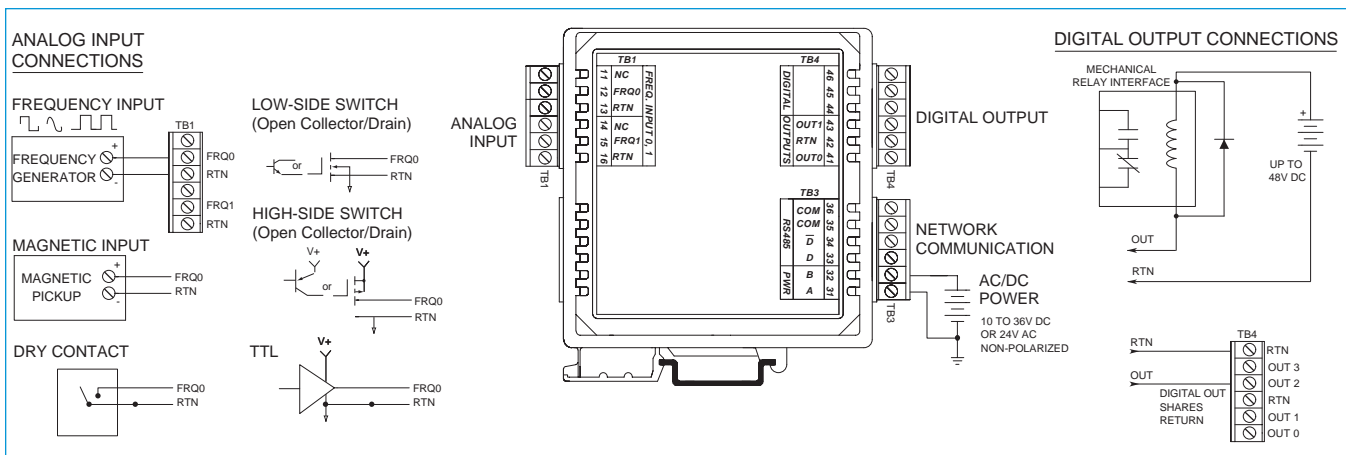 ANALOG INPUT
CONNECTIONS
FREQUENCY INPUT
TB1
+
FREQUENCY
GENERATOR
-
FRQ0
RTN
FRQ1
RTN
MAGNETIC INPUT
+
MAGNETIC
PICKUP
-
FRQ0
RTN
DRY CONTACT
FRQ0
RTN
LOW-SIDE SWITCH
(Open Collector/Drain)
or
FRQ0
RTN
HIGH-SIDE SWITCH
(Open Collector/Drain)
V+
V+
or
FRQ0
RTN
TTL
V+
FRQ0
RTN
ANALOG
INPUT
TB1
TB1
11 NC
12 FRQ0
13 RTN
14 NC
15 FRQ1
16 RTN
FREQ. INPUT 0, 1
TB4
DIGITAL
OUTPUTS
46
45
44
OUT1 43
RTN 42
OUT0 41
TB4
DIGITAL OUTPUT
TB3
RS485
COM 36
COM 35
D 34
D 33
PWR
B 32
A 31
TB3
NETWORK
COMMUNICATION
AC/DC
POWER
10 TO 36V DC
OR 24V AC
NON-POLARIZED
DIGITAL OUTPUT CONNECTIONS
MECHANICAL
RELAY INTERFACE
+
UP TO
48V DC
OUT
RTN
TB4
RTN
OUT
DIGITAL OUT
SHARES
RETURN
RTN
OUT 3
OUT 2
RTN
OUT 1
OUT 0